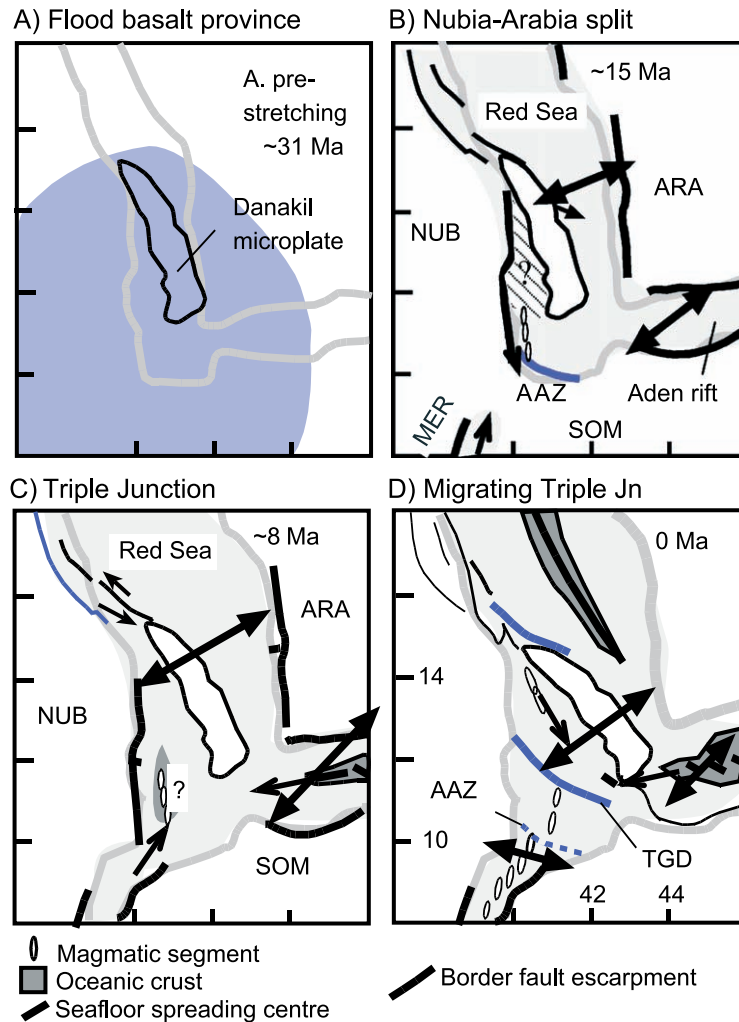 A) Flood basalt province
A. pre-
stretching
~31 Ma
Danakil
microplate
B) Nubia-Arabia split
~15 Ma
Red Sea
ARA
NUB
?
AAZ
Aden rift
MER
SOM
C) Triple Junction
~8 Ma
Red Sea
ARA
NUB
?
SOM
D) Migrating Triple Jn
0 Ma
14
AAZ
10
TGD
42 44
Magmatic segment
Oceanic crust
Seafloor spreading centre
Border fault escarpment